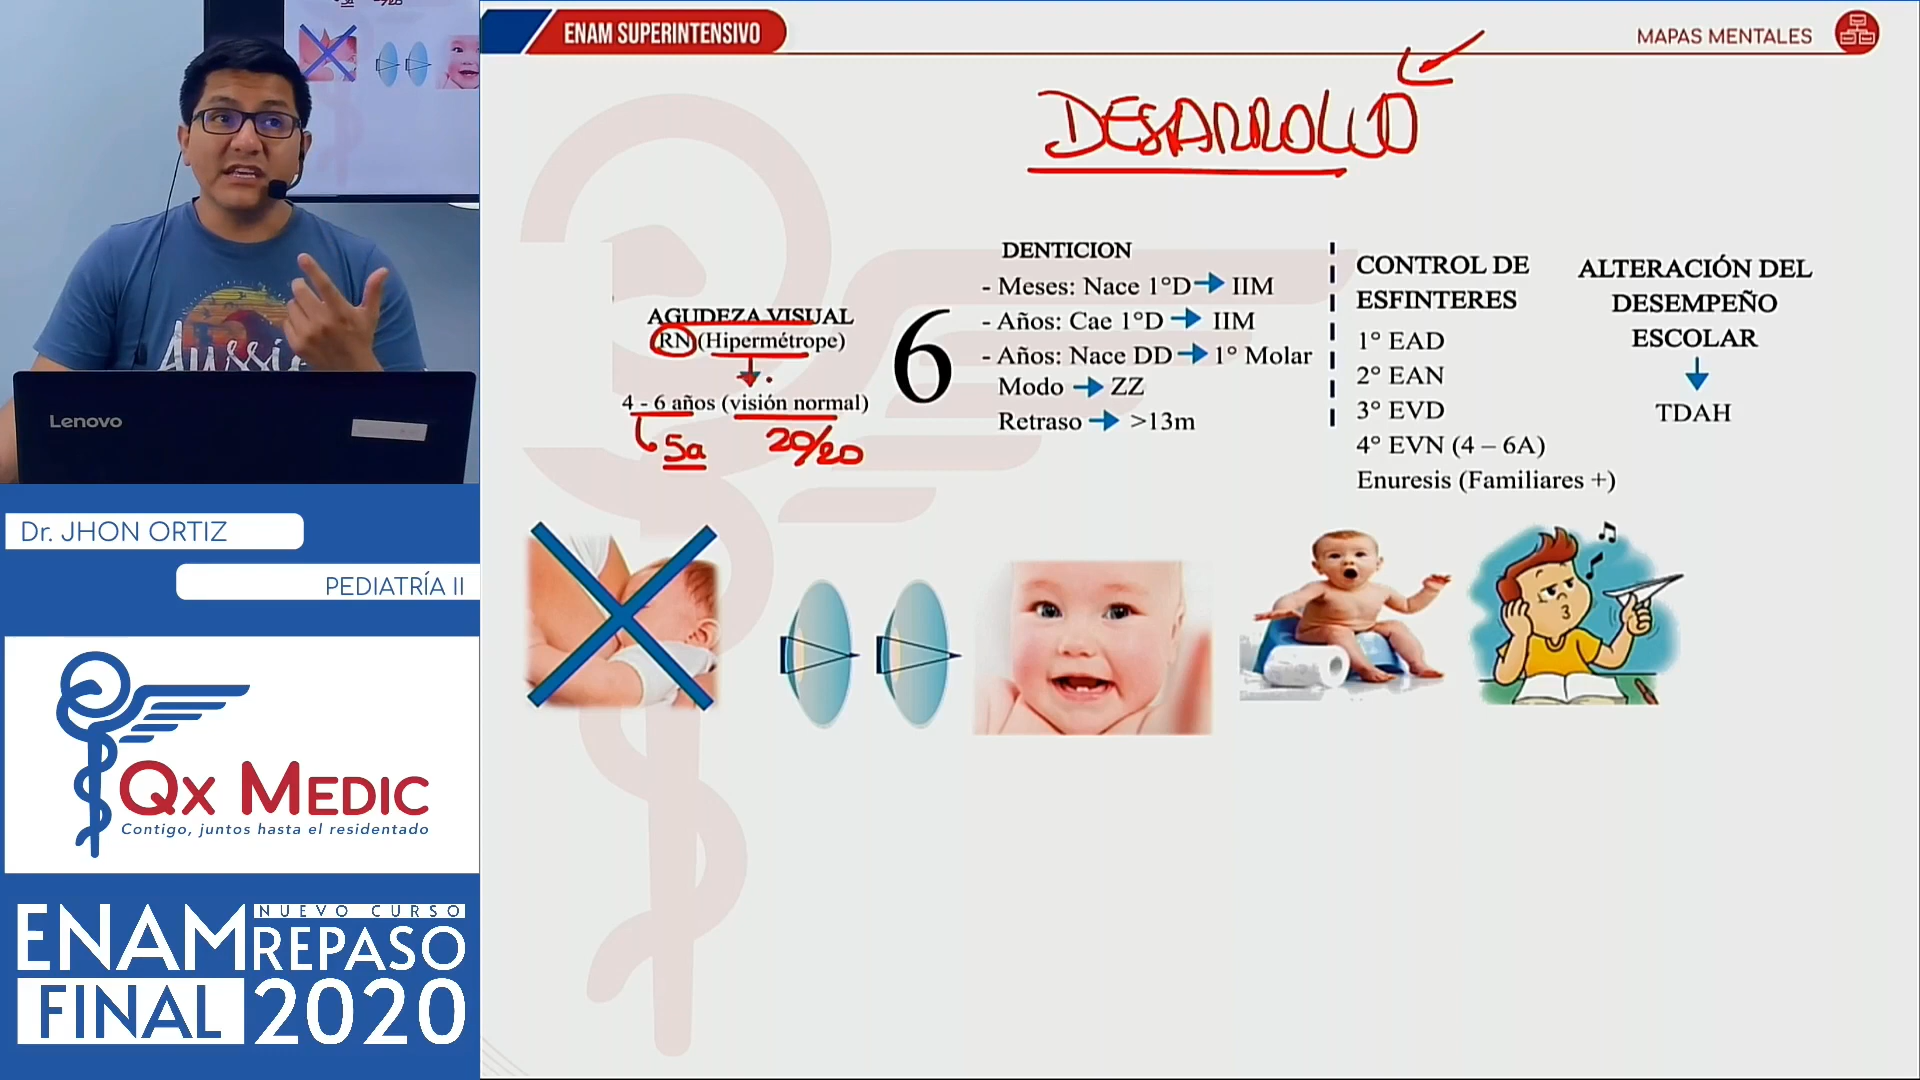 ENAM SUPERINTENSIVO
MAPAS MENTALES
DESARROLLO
AGUDEZA VISUAL
RN (Hipermétrope)
4 - 6 años (visión normal)
5a
20/20
6
DENTICION
- Meses: Nace 1°D IIM
- Años: Cae 1°D IIM
- Años: Nace DD 1° Molar
Modo ZZ
Retraso >13m
CONTROL DE
ESFINTERES
1° EAD
2° EAN
3° EVD
4° EVN (4 – 6A)
Enuresis (Familiares +)
ALTERACIÓN DEL
DESEMPEÑO
ESCOLAR
TDAH
Aussie
Lenovo
Dr. JHON ORTIZ
PEDIATRÍA II
QX MEDIC
Contigo, juntos hasta el residentado
NUEVO CURSO
ENAM REPASO
FINAL 2020